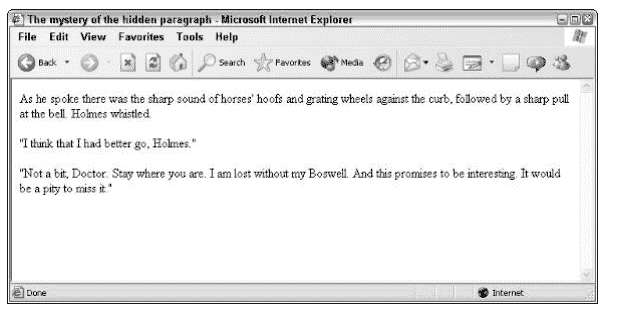 The mystery of the hidden paragraph - Microsoft Internet Explorer
File Edit View Favorites Tools Help
Back Search Favorites Media
As he spoke there was the sharp sound of horses' hoofs and grating wheels against the curb, followed by a sharp pull
at the bell. Holmes whistled.
"I think that I had better go, Holmes."
"Not a bit, Doctor. Stay where you are. I am lost without my Boswell. And this promises to be interesting. It would
be a pity to miss it."
Done Internet